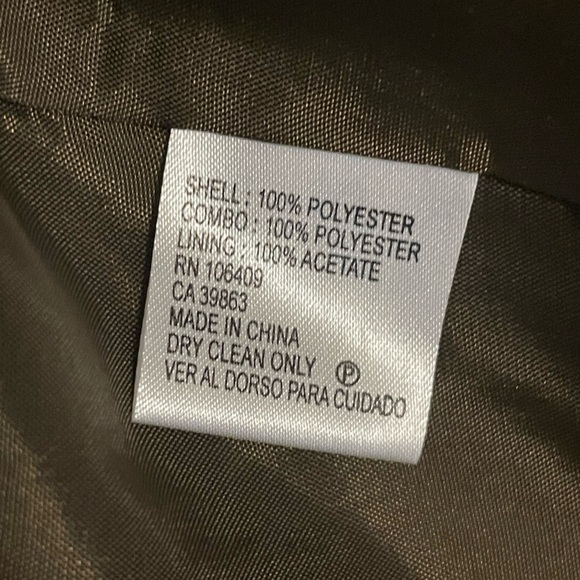 SHELL : 100% POLYESTER
COMBO : 100% POLYESTER
LINING : 100% ACETATE
RN 106409
CA 39863
MADE IN CHINA
DRY CLEAN ONLY Ⓟ
VER AL DORSO PARA CUIDADO